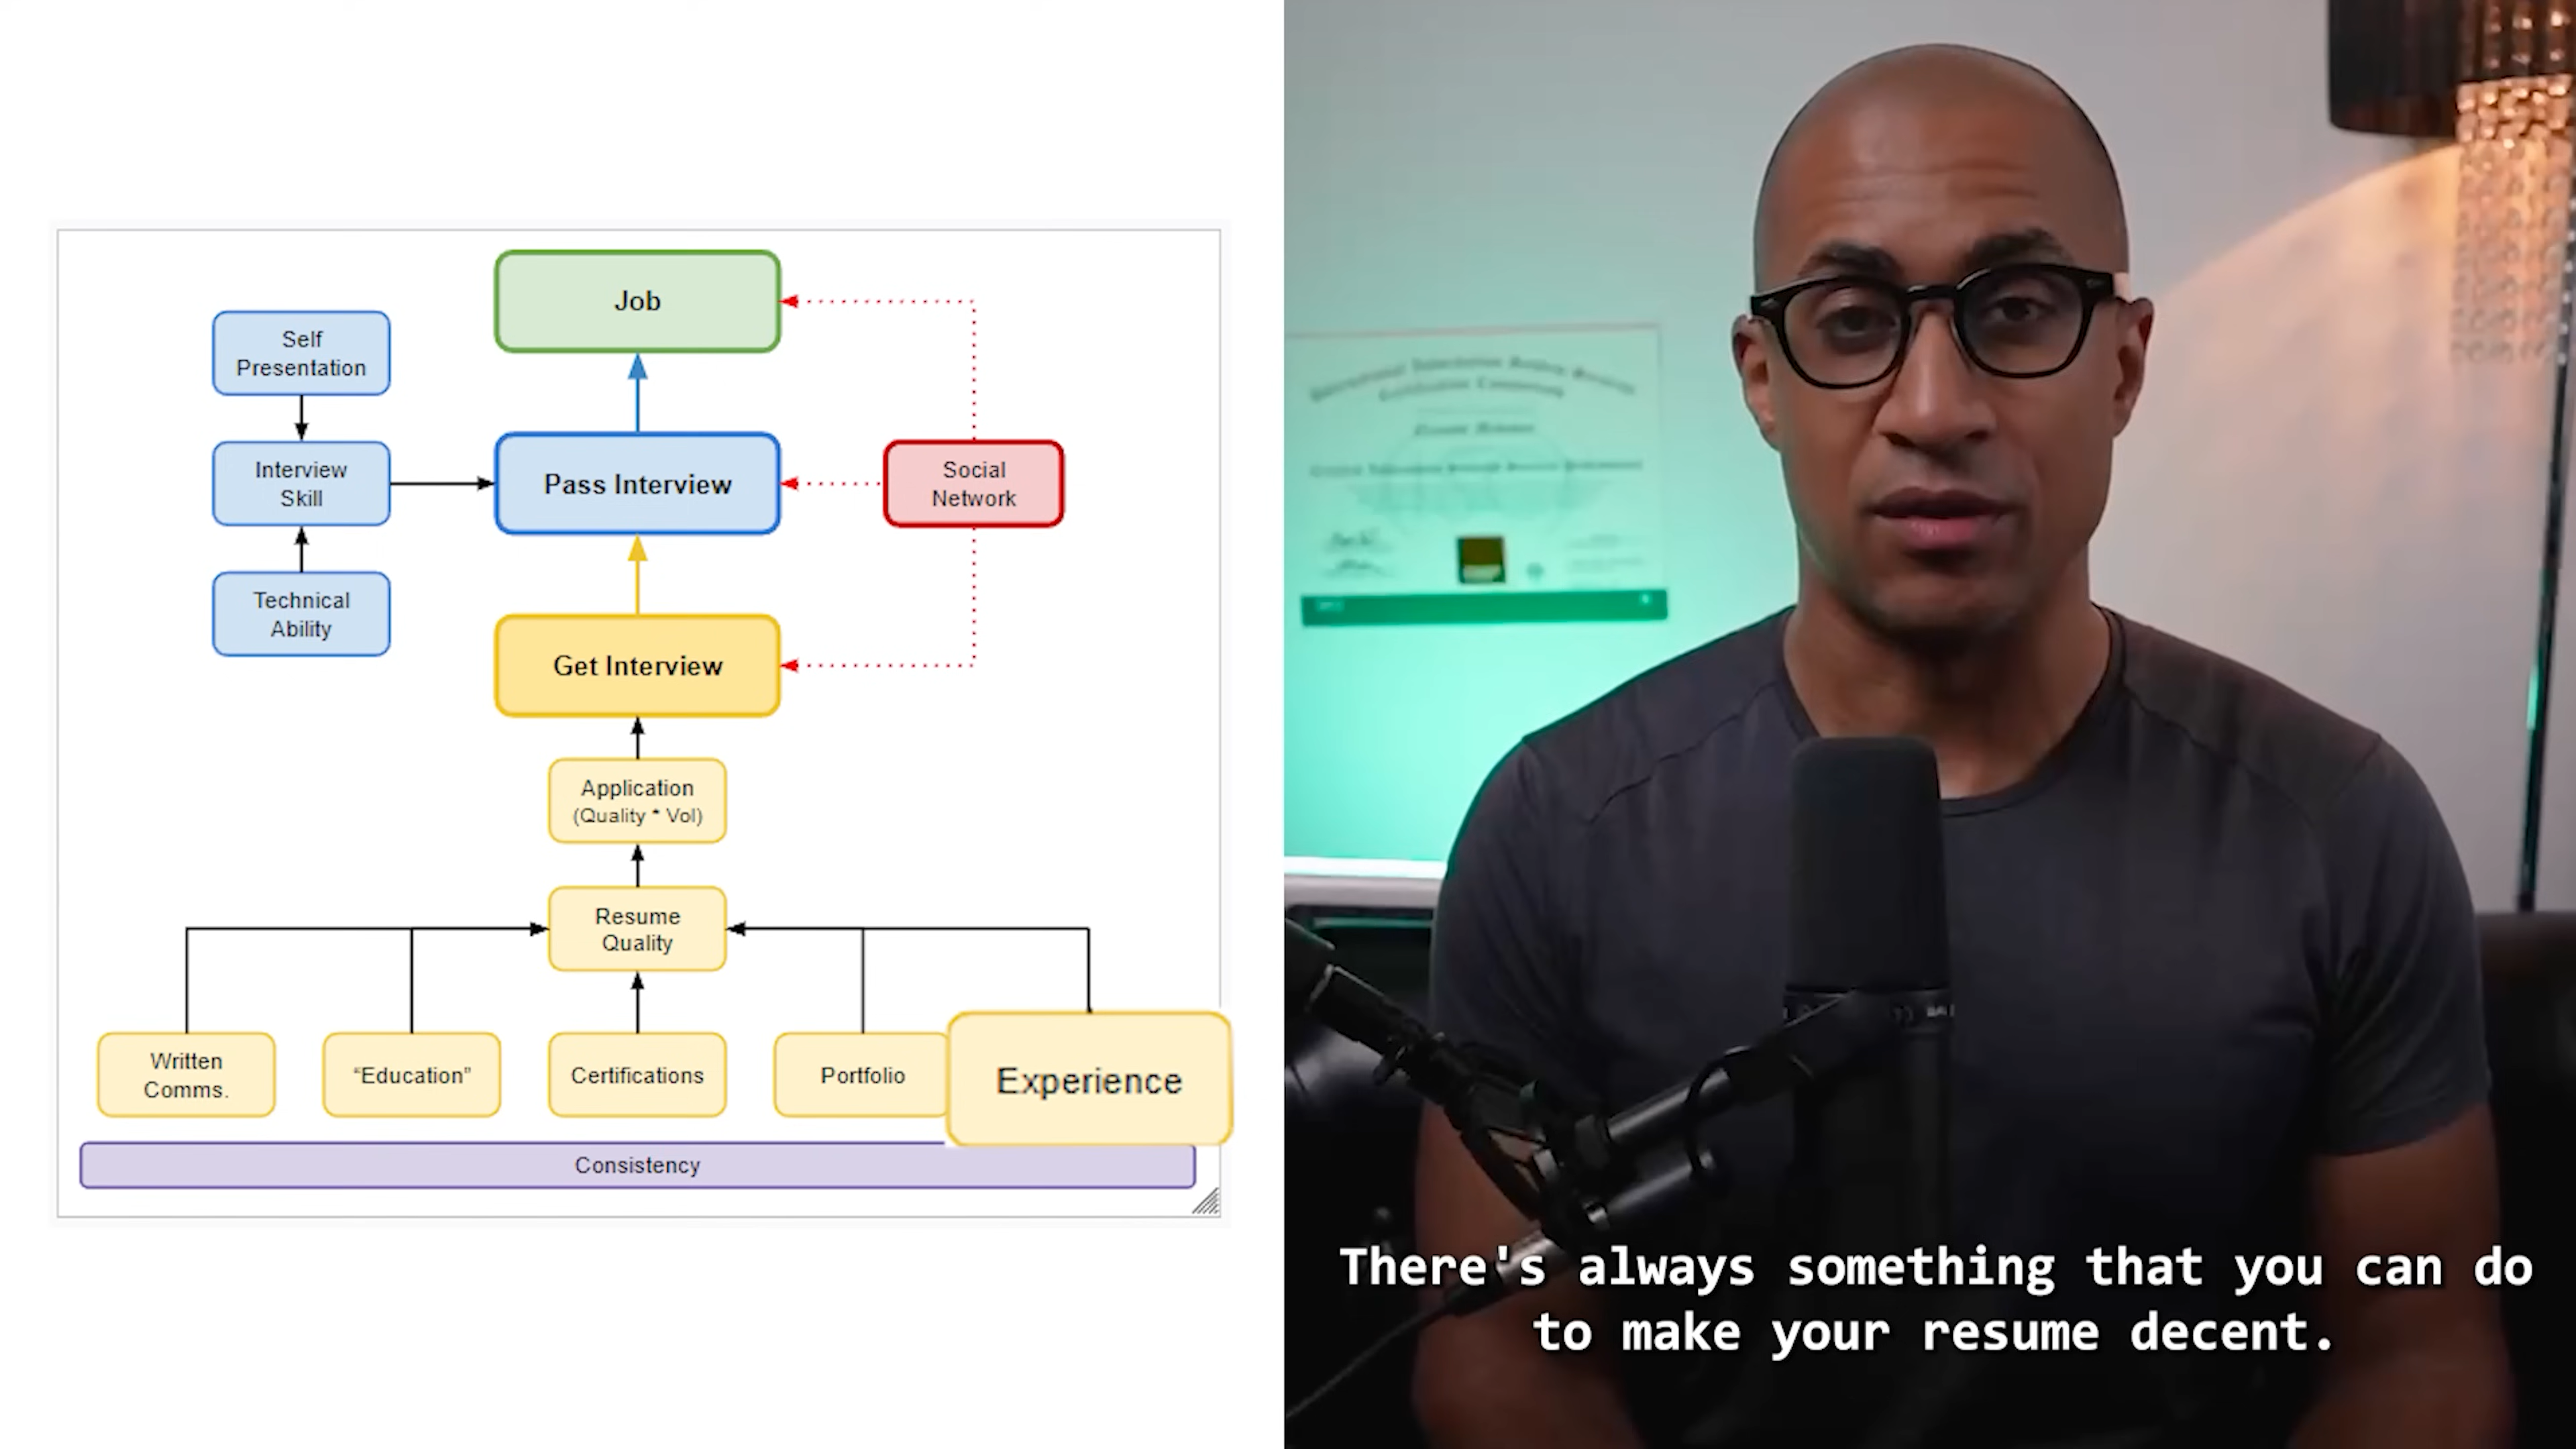 Job
Self
Presentation
Interview
Skill
Pass Interview
Social
Network
Technical
Ability
Get Interview
Application
(Quality * Vol)
Resume
Quality
Written
Comms.
“Education”
Certifications
Portfolio
Experience
Consistency
There's always something that you can do
to make your resume decent.